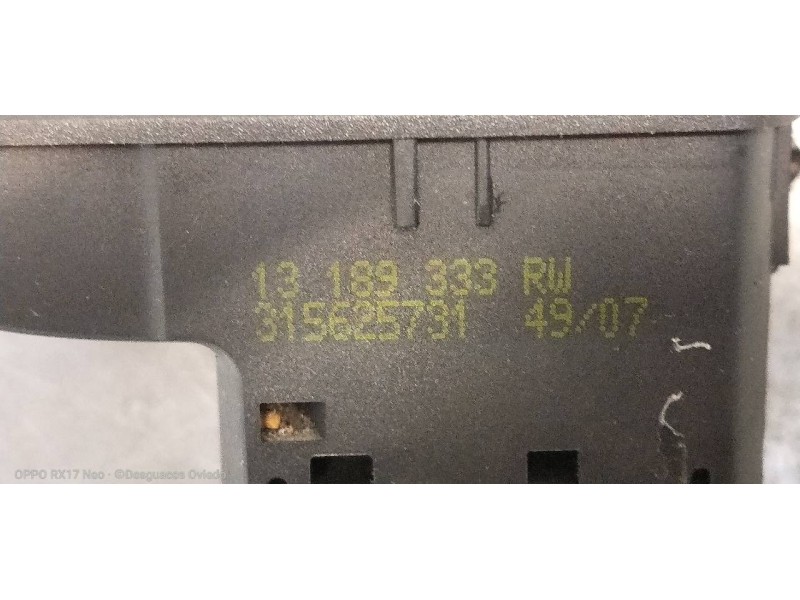 13 189 333 RW
315625731 49/07
OPPO RX17 Neo · ©Desguaces Oviedo